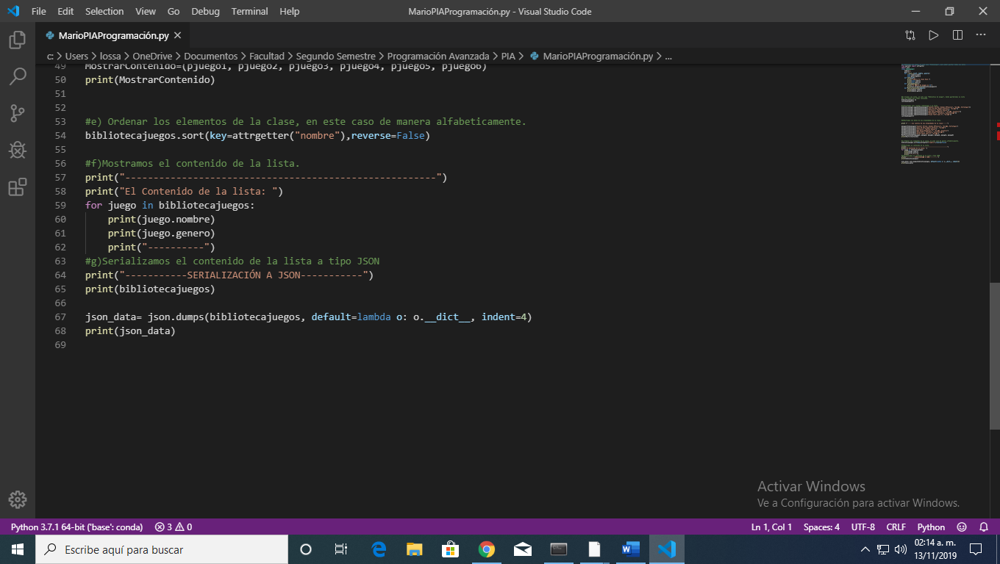 File Edit Selection View Go Debug Terminal Help MarioPIAProgramación.py - Visual Studio Code
MarioPIAProgramación.py
c: > Users > lossa > OneDrive > Documentos > Facultad > Segundo Semestre > Programación Avanzada > PIA > MarioPIAProgramación.py > ...
49 MostrarContenido=(pjuego1, pjuego2, pjuego3, pjuego4, pjuego5, pjuego6)
50 print(MostrarContenido)
51
52
53 #e) Ordenar los elementos de la clase, en este caso de manera alfabeticamente.
54 bibliotecajuegos.sort(key=attrgetter("nombre"),reverse=False)
55
56 #f)Mostramos el contenido de la lista.
57 print("-------------------------------------------------------")
58 print("El Contenido de la lista: ")
59 for juego in bibliotecajuegos:
60     print(juego.nombre)
61     print(juego.genero)
62     print("----------")
63 #g)Serializamos el contenido de la lista a tipo JSON
64 print("-----------SERIALIZACIÓN A JSON-----------")
65 print(bibliotecajuegos)
66
67 json_data= json.dumps(bibliotecajuegos, default=lambda o: o.__dict__, indent=4)
68 print(json_data)
69
Activar Windows
Ve a Configuración para activar Windows.
Python 3.7.1 64-bit ('base': conda) 3 0 Ln 1, Col 1 Spaces: 4 UTF-8 CRLF Python
Escribe aquí para buscar
02:14 a. m.
13/11/2019